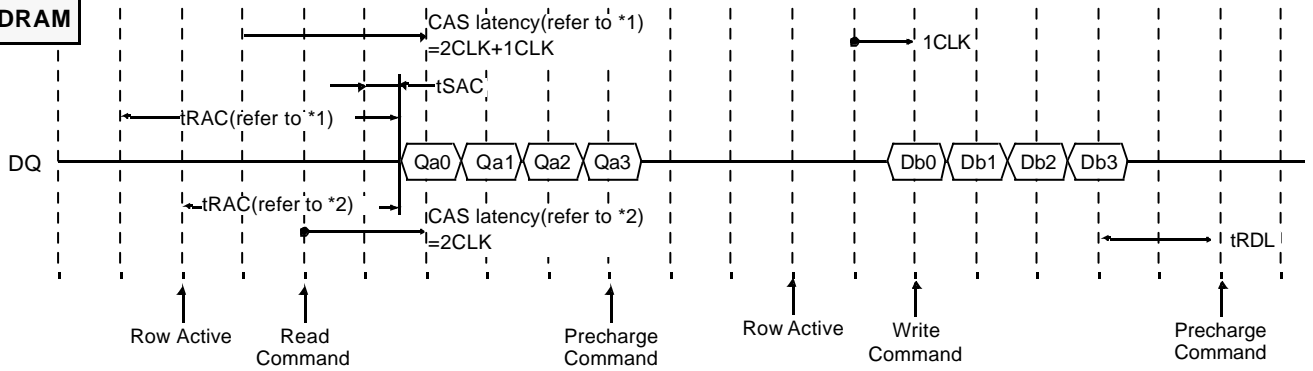 DRAM
CAS latency(refer to *1)
=2CLK+1CLK
1CLK
tSAC
tRAC(refer to *1)
DQ
Qa0 Qa1 Qa2 Qa3
Db0 Db1 Db2 Db3
tRAC(refer to *2)
CAS latency(refer to *2)
=2CLK
tRDL
Row Active
Read
Command
Precharge
Command
Row Active
Write
Command
Precharge
Command